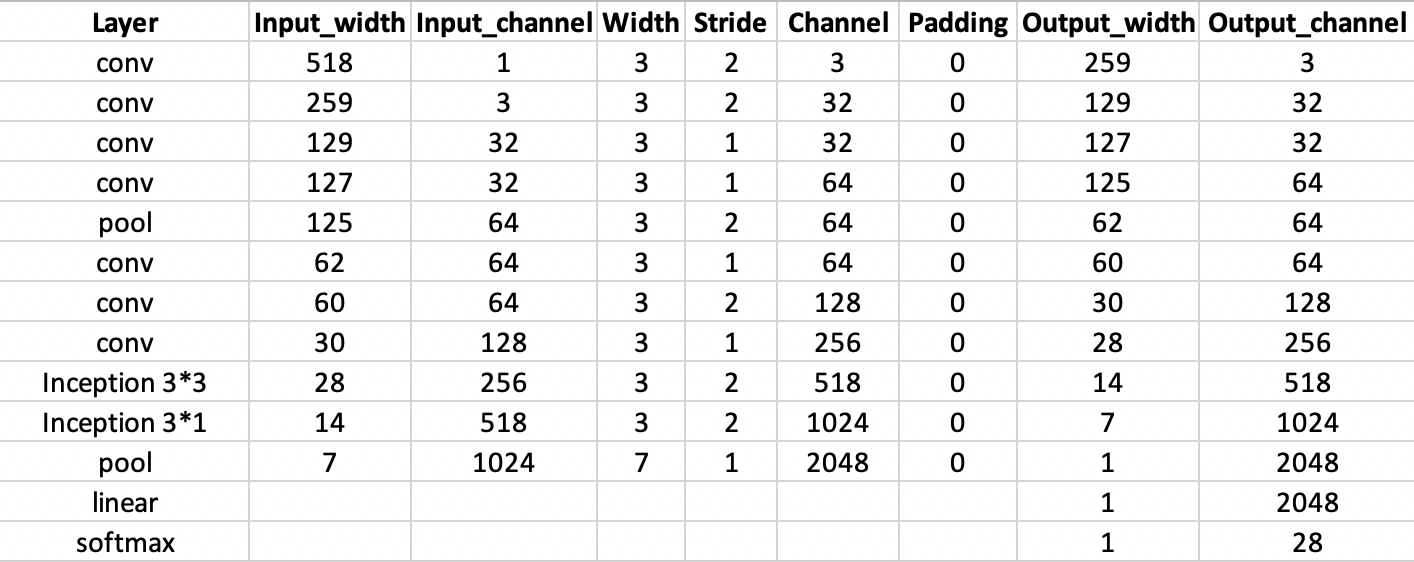 Layer Input_width Input_channel Width Stride Channel Padding Output_width Output_channel
conv 518 1 3 2 3 0 259 3
conv 259 3 3 2 32 0 129 32
conv 129 32 3 1 32 0 127 32
conv 127 32 3 1 64 0 125 64
pool 125 64 3 2 64 0 62 64
conv 62 64 3 1 64 0 60 64
conv 60 64 3 2 128 0 30 128
conv 30 128 3 1 256 0 28 256
Inception 3*3 28 256 3 2 518 0 14 518
Inception 3*1 14 518 3 2 1024 0 7 1024
pool 7 1024 7 1 2048 0 1 2048
linear 1 2048
softmax 1 28